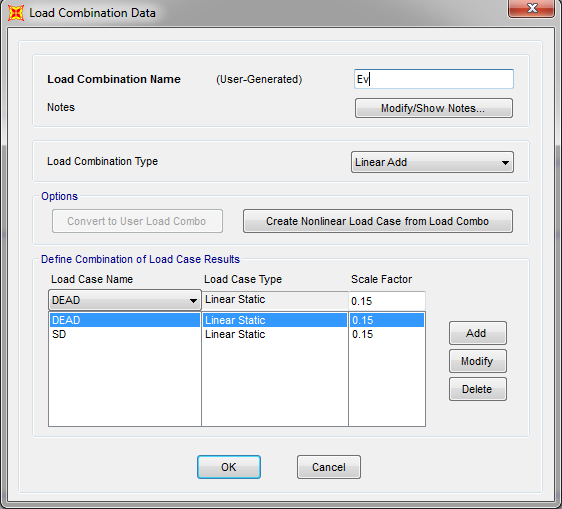 Load Combination Data
Load Combination Name (User-Generated) Ev
Notes Modify/Show Notes...
Load Combination Type Linear Add
Options
Convert to User Load Combo Create Nonlinear Load Case from Load Combo
Define Combination of Load Case Results
Load Case Name Load Case Type Scale Factor
DEAD Linear Static 0.15
DEAD Linear Static 0.15
SD Linear Static 0.15
Add
Modify
Delete
OK Cancel